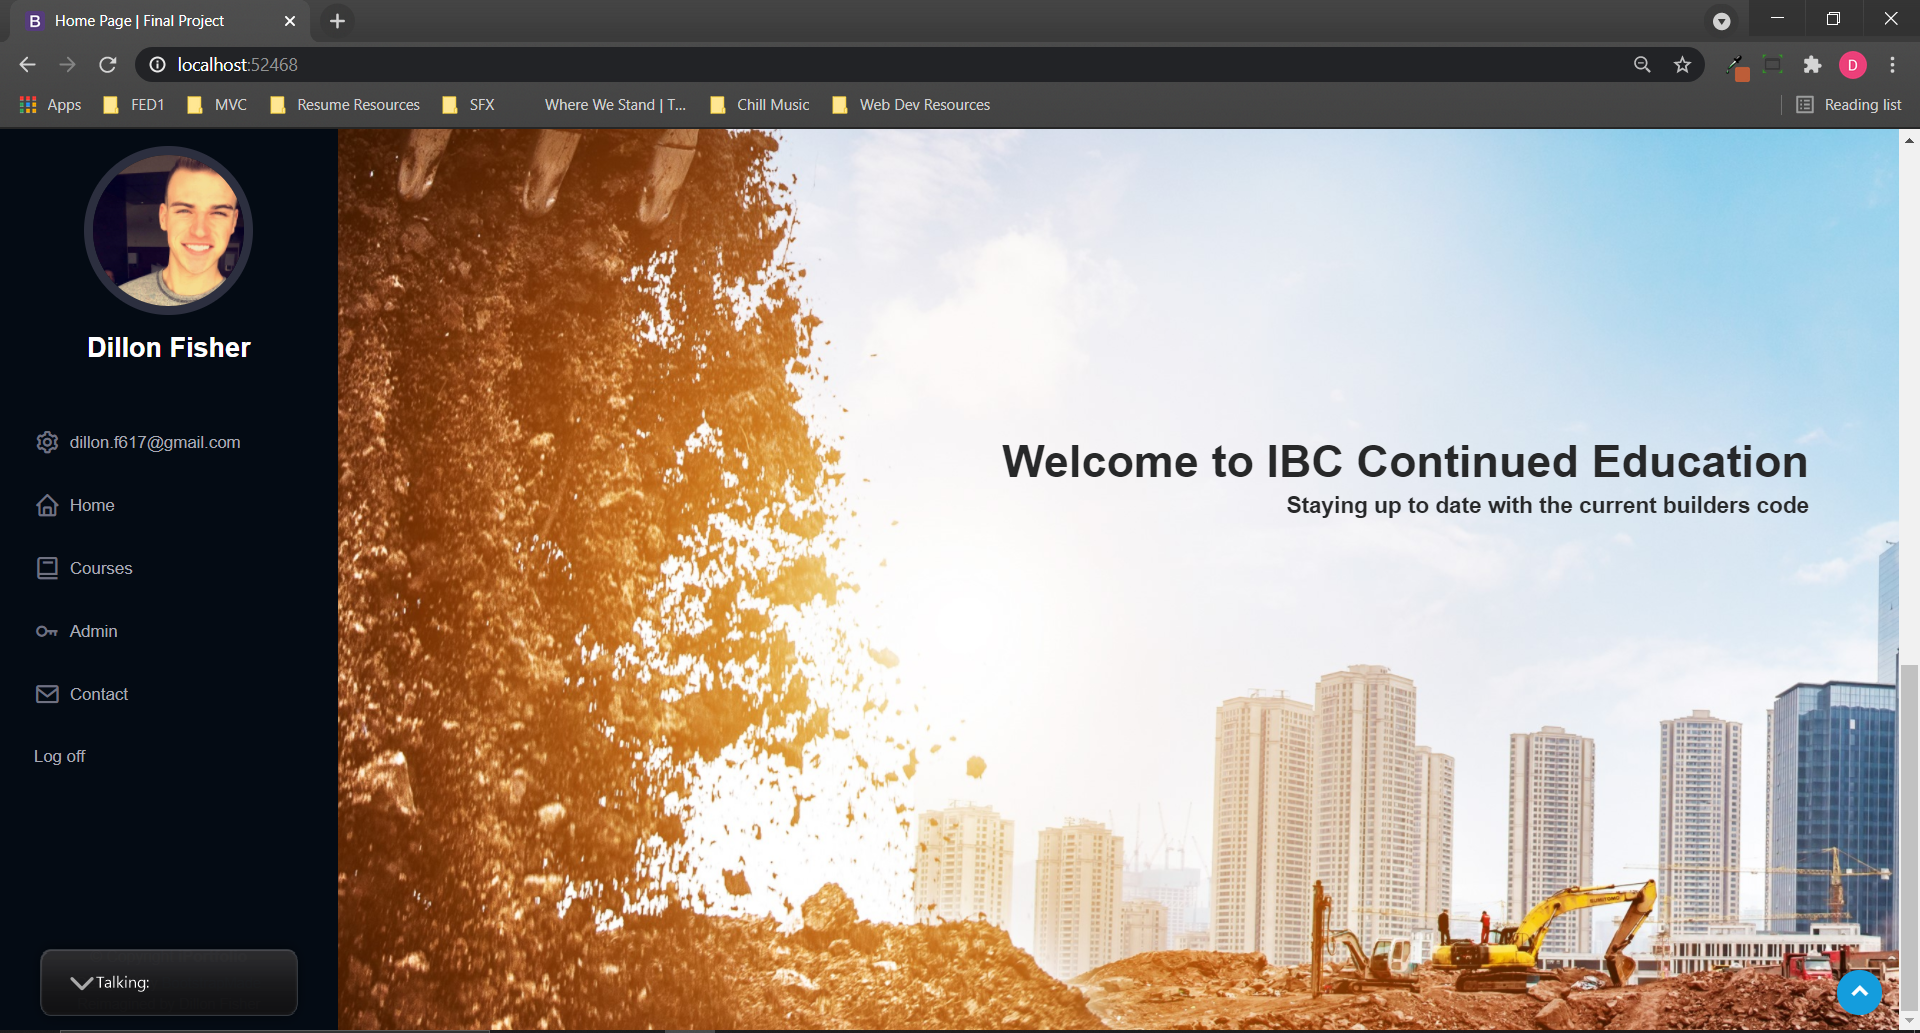 B Home Page | Final Project
localhost:52468
D
Apps FED1 MVC Resume Resources SFX Where We Stand | T... Chill Music Web Dev Resources Reading list
Dillon Fisher
dillon.f617@gmail.com
Home
Courses
Admin
Contact
Log off
Talking:
Welcome to IBC Continued Education
Staying up to date with the current builders code
SUMITOMO